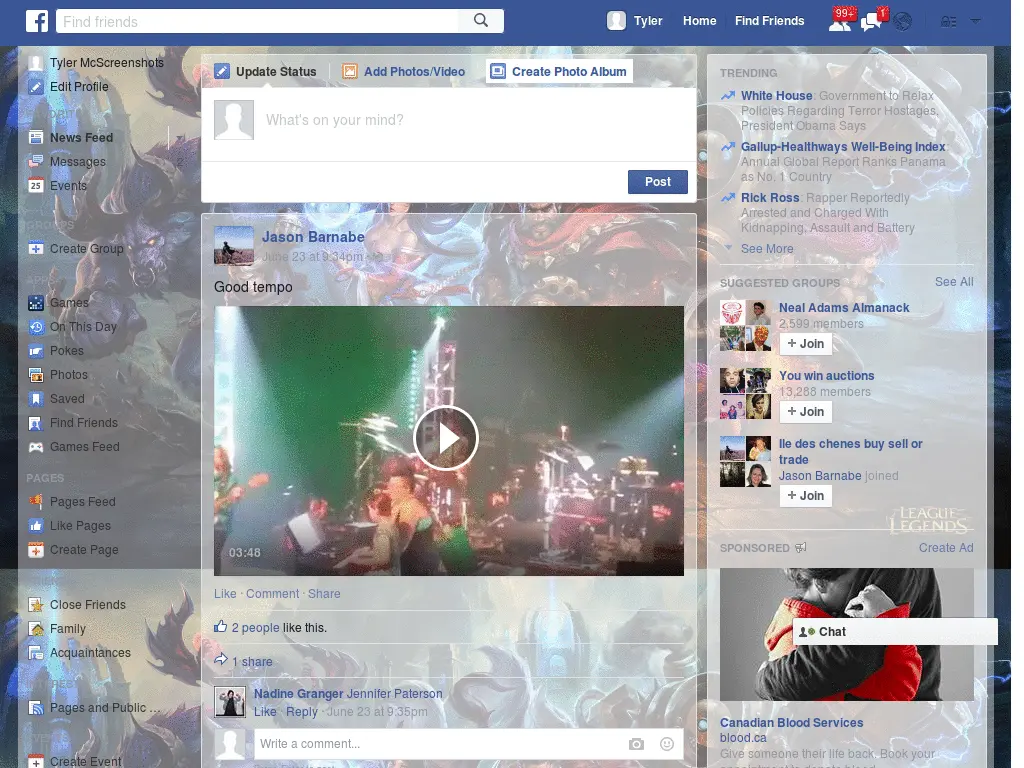 Find friends
Tyler
Home
Find Friends
99+
1
Tyler McScreenshots
Edit Profile
News Feed
Messages
2
Events
25
GROUPS
Create Group
APPS
Games
On This Day
Pokes
Photos
Saved
Find Friends
Games Feed
PAGES
Pages Feed
Like Pages
Create Page
Close Friends
Family
Acquaintances
Pages and Public ...
Create Event
Update Status
Add Photos/Video
Create Photo Album
What's on your mind?
Post
Jason Barnabe
June 23 at 9:34pm ·
Good tempo
03:48
Like · Comment · Share
2 people like this.
1 share
Nadine Granger Jennifer Paterson
Like · Reply · June 23 at 9:35pm
Write a comment...
TRENDING
White House: Government to Relax
Policies Regarding Terror Hostages,
President Obama Says
Gallup-Healthways Well-Being Index:
Annual Global Report Ranks Panama
as No. 1 Country
Rick Ross: Rapper Reportedly
Arrested and Charged With
Kidnapping, Assault and Battery
See More
SUGGESTED GROUPS
See All
Neal Adams Almanack
2,599 members
+ Join
You win auctions
13,288 members
+ Join
Ile des chenes buy sell or
trade
Jason Barnabe joined
+ Join
LEAGUE
LEGENDS
SPONSORED
Create Ad
Chat
Canadian Blood Services
blood.ca
Give someone their life back. Book your
appointment to donate blood